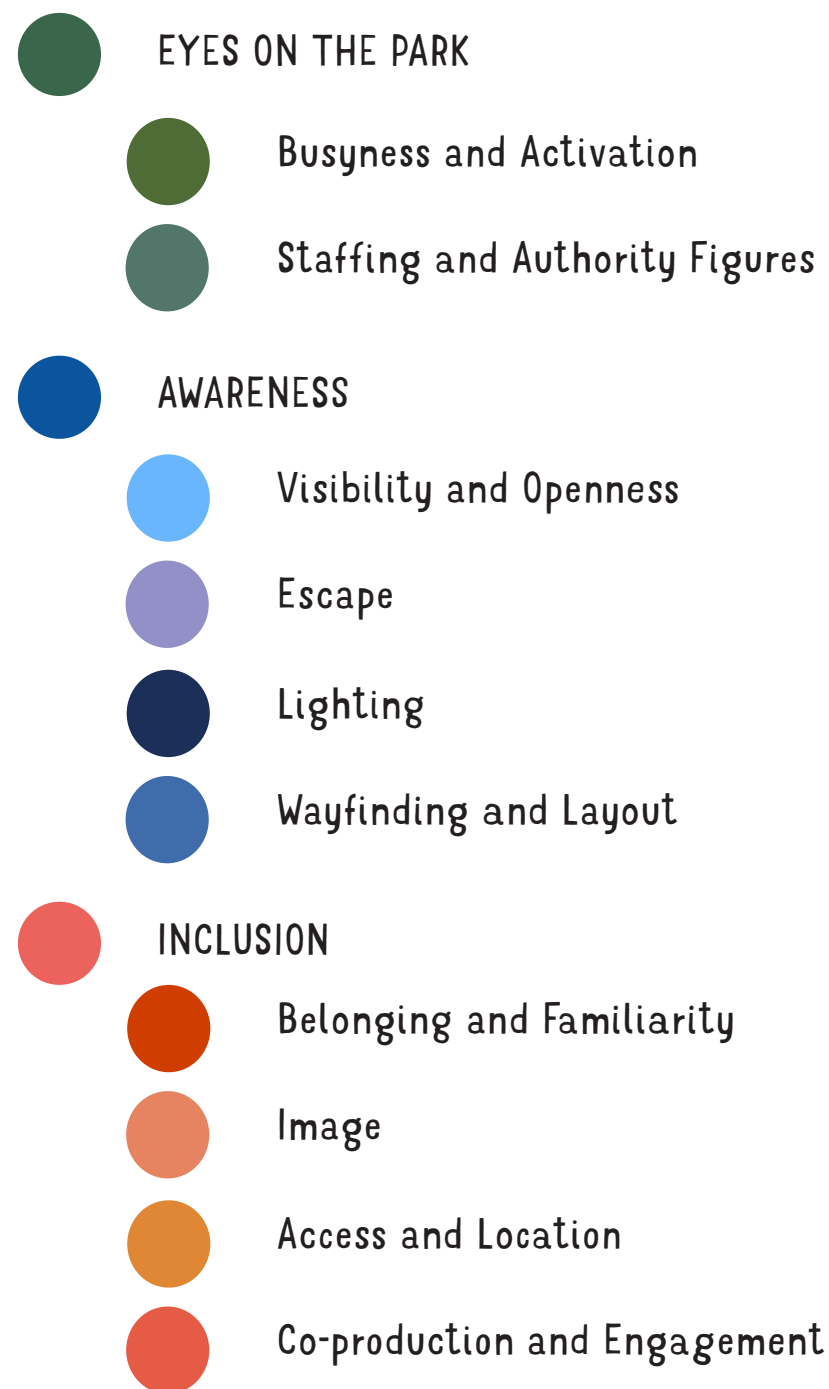 EYES ON THE PARK
Busyness and Activation
Staffing and Authority Figures
AWARENESS
Visibility and Openness
Escape
Lighting
Wayfinding and Layout
INCLUSION
Belonging and Familiarity
Image
Access and Location
Co-production and Engagement